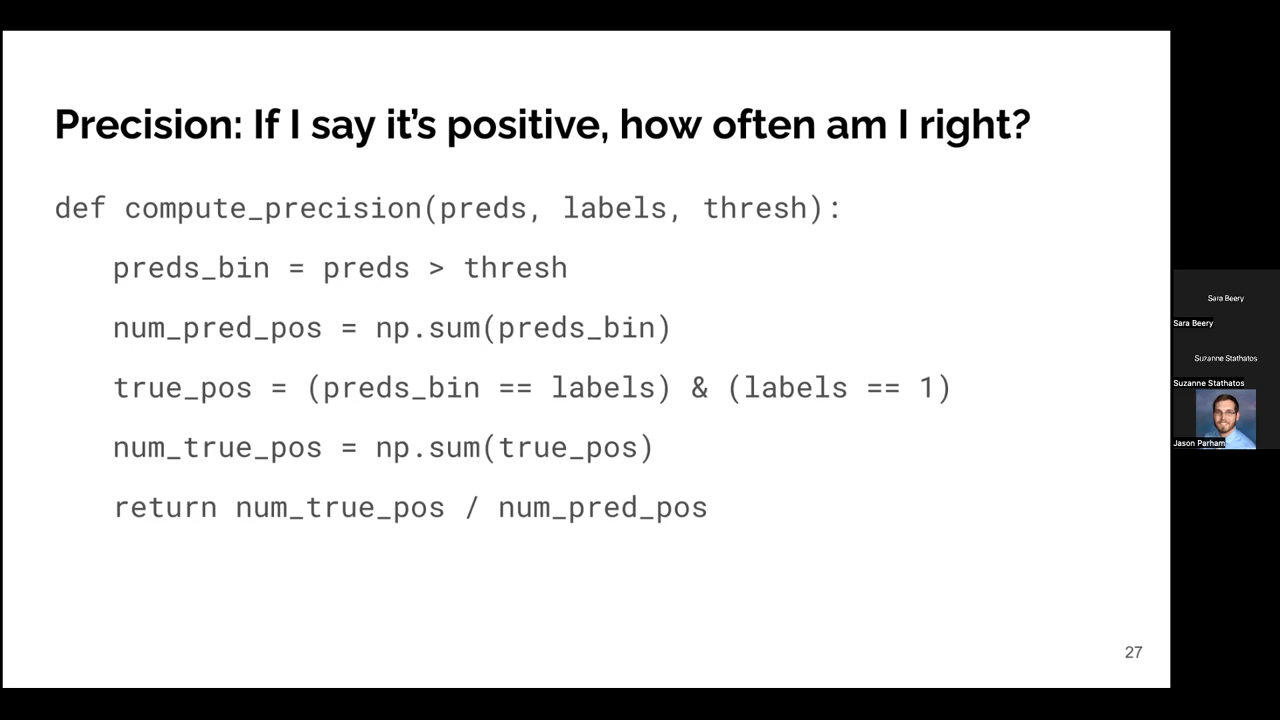 Precision: If I say it’s positive, how often am I right?
def compute_precision(preds, labels, thresh):
preds_bin = preds > thresh
num_pred_pos = np.sum(preds_bin)
true_pos = (preds_bin == labels) & (labels == 1)
num_true_pos = np.sum(true_pos)
return num_true_pos / num_pred_pos
27
Sara Beery
Sara Beery
Suzanne Stathatos
Suzanne Stathatos
Jason Parham